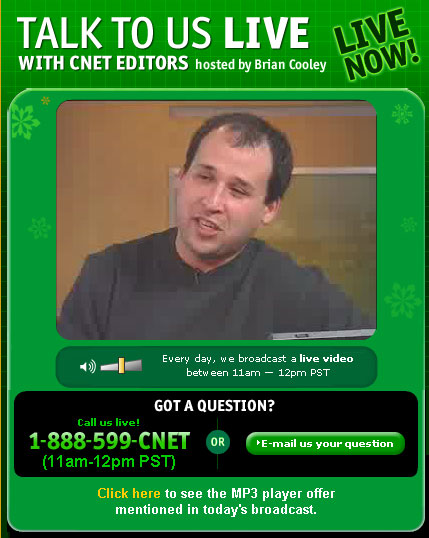 TALK TO US LIVE
WITH CNET EDITORS hosted by Brian Cooley
LIVE
NOW!
Every day, we broadcast a live video
between 11am — 12pm PST
GOT A QUESTION?
Call us live!
1-888-599-CNET
(11am-12pm PST)
OR
E-mail us your question
Click here to see the MP3 player offer
mentioned in today's broadcast.